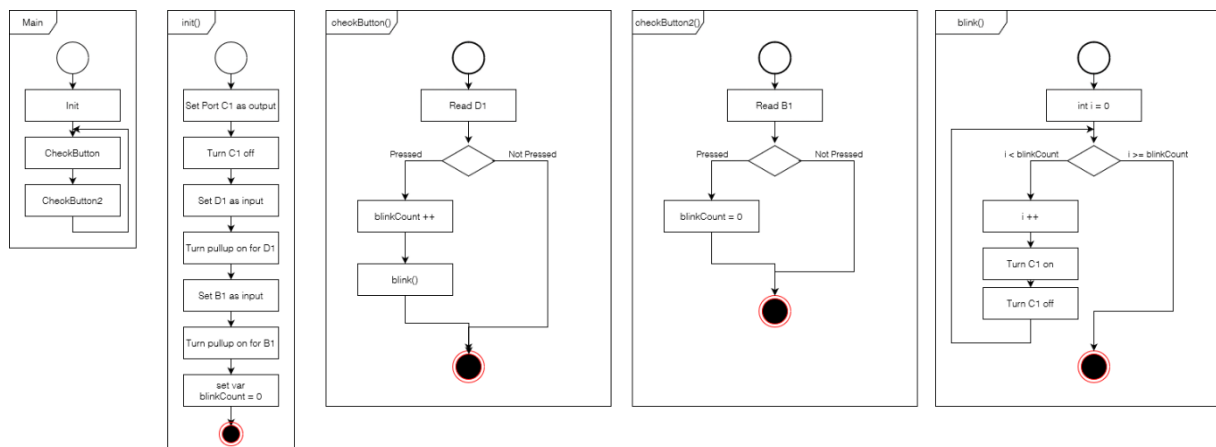 Main
Init
CheckButton
CheckButton2
init()
Set Port C1 as output
Turn C1 off
Set D1 as input
Turn pullup on for D1
Set B1 as input
Turn pullup on for B1
set var
blinkCount = 0
checkButton()
Read D1
Pressed
Not Pressed
blinkCount ++
blink()
checkButton2()
Read B1
Pressed
Not Pressed
blinkCount = 0
blink()
int i = 0
i < blinkCount
i >= blinkCount
i ++
Turn C1 on
Turn C1 off